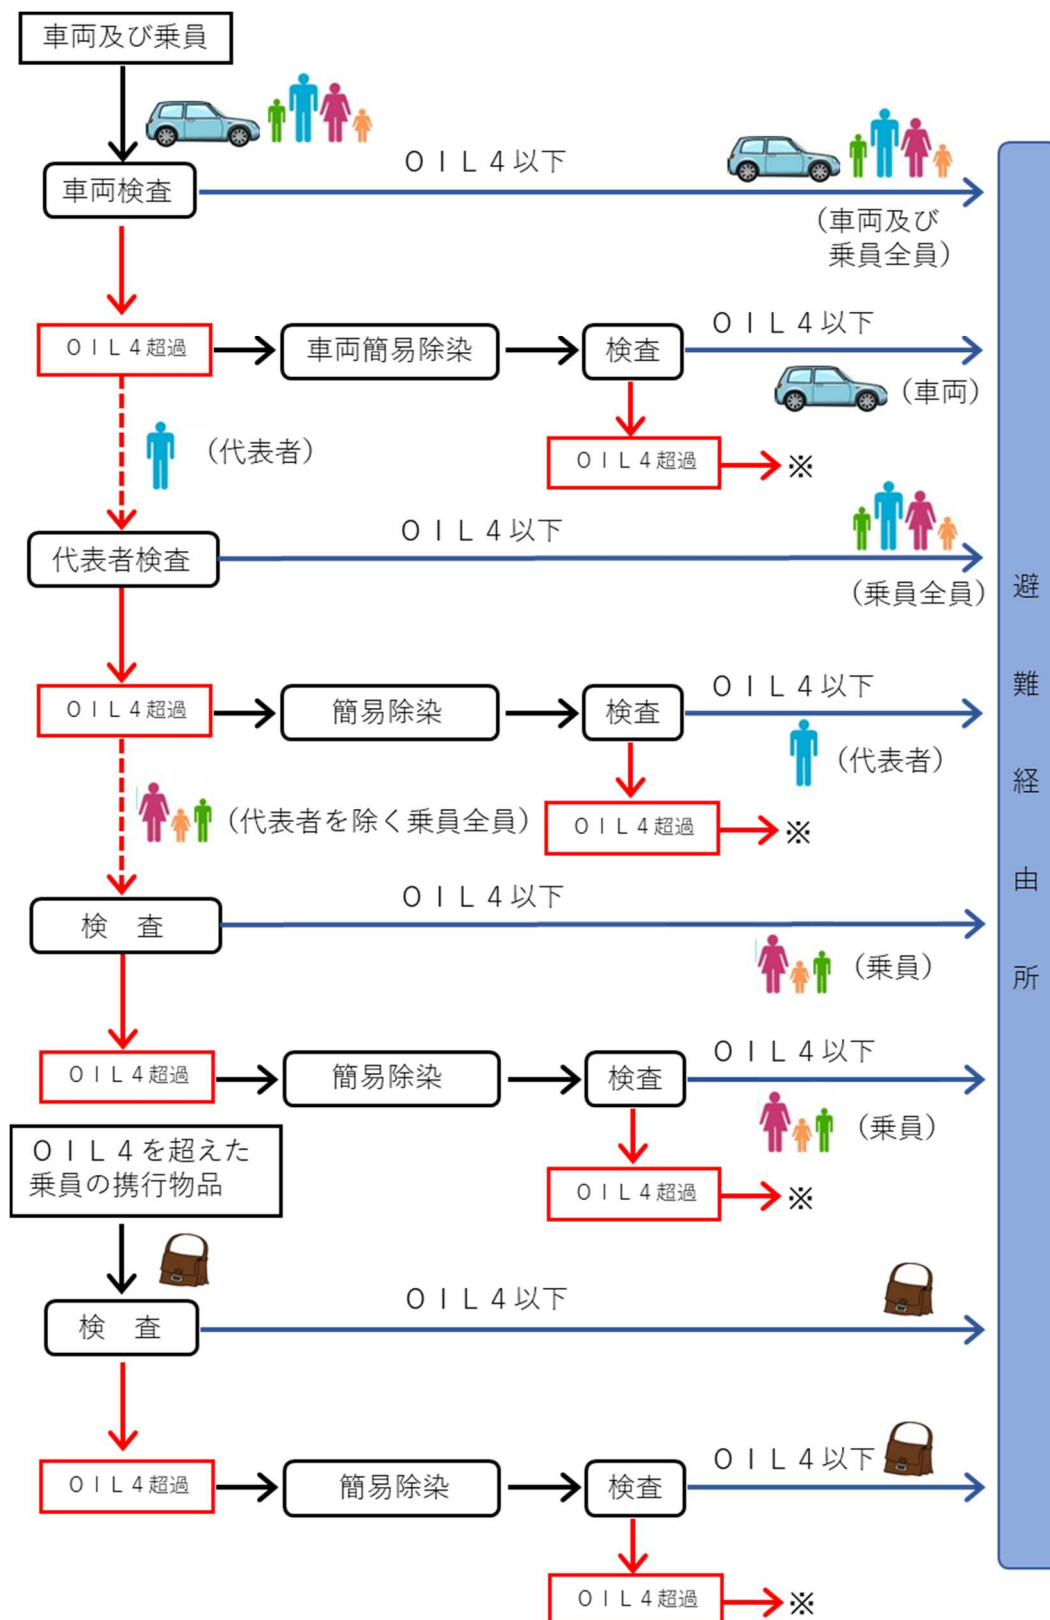 車両及び乗員
OIL4以下
車両検査
(車両及び
乗員全員)
OIL4以下
OIL4超過
車両簡易除染
検査
(車両)
(代表者)
OIL4超過
※
OIL4以下
代表者検査
(乗員全員)
避難経由所
OIL4以下
OIL4超過
簡易除染
検査
(代表者)
(代表者を除く乗員全員)
OIL4超過
※
OIL4以下
検 査
(乗員)
OIL4以下
OIL4超過
簡易除染
検査
(乗員)
OIL4を超えた
乗員の携行物品
OIL4超過
※
OIL4以下
検 査
OIL4以下
OIL4超過
簡易除染
検査
OIL4超過
※